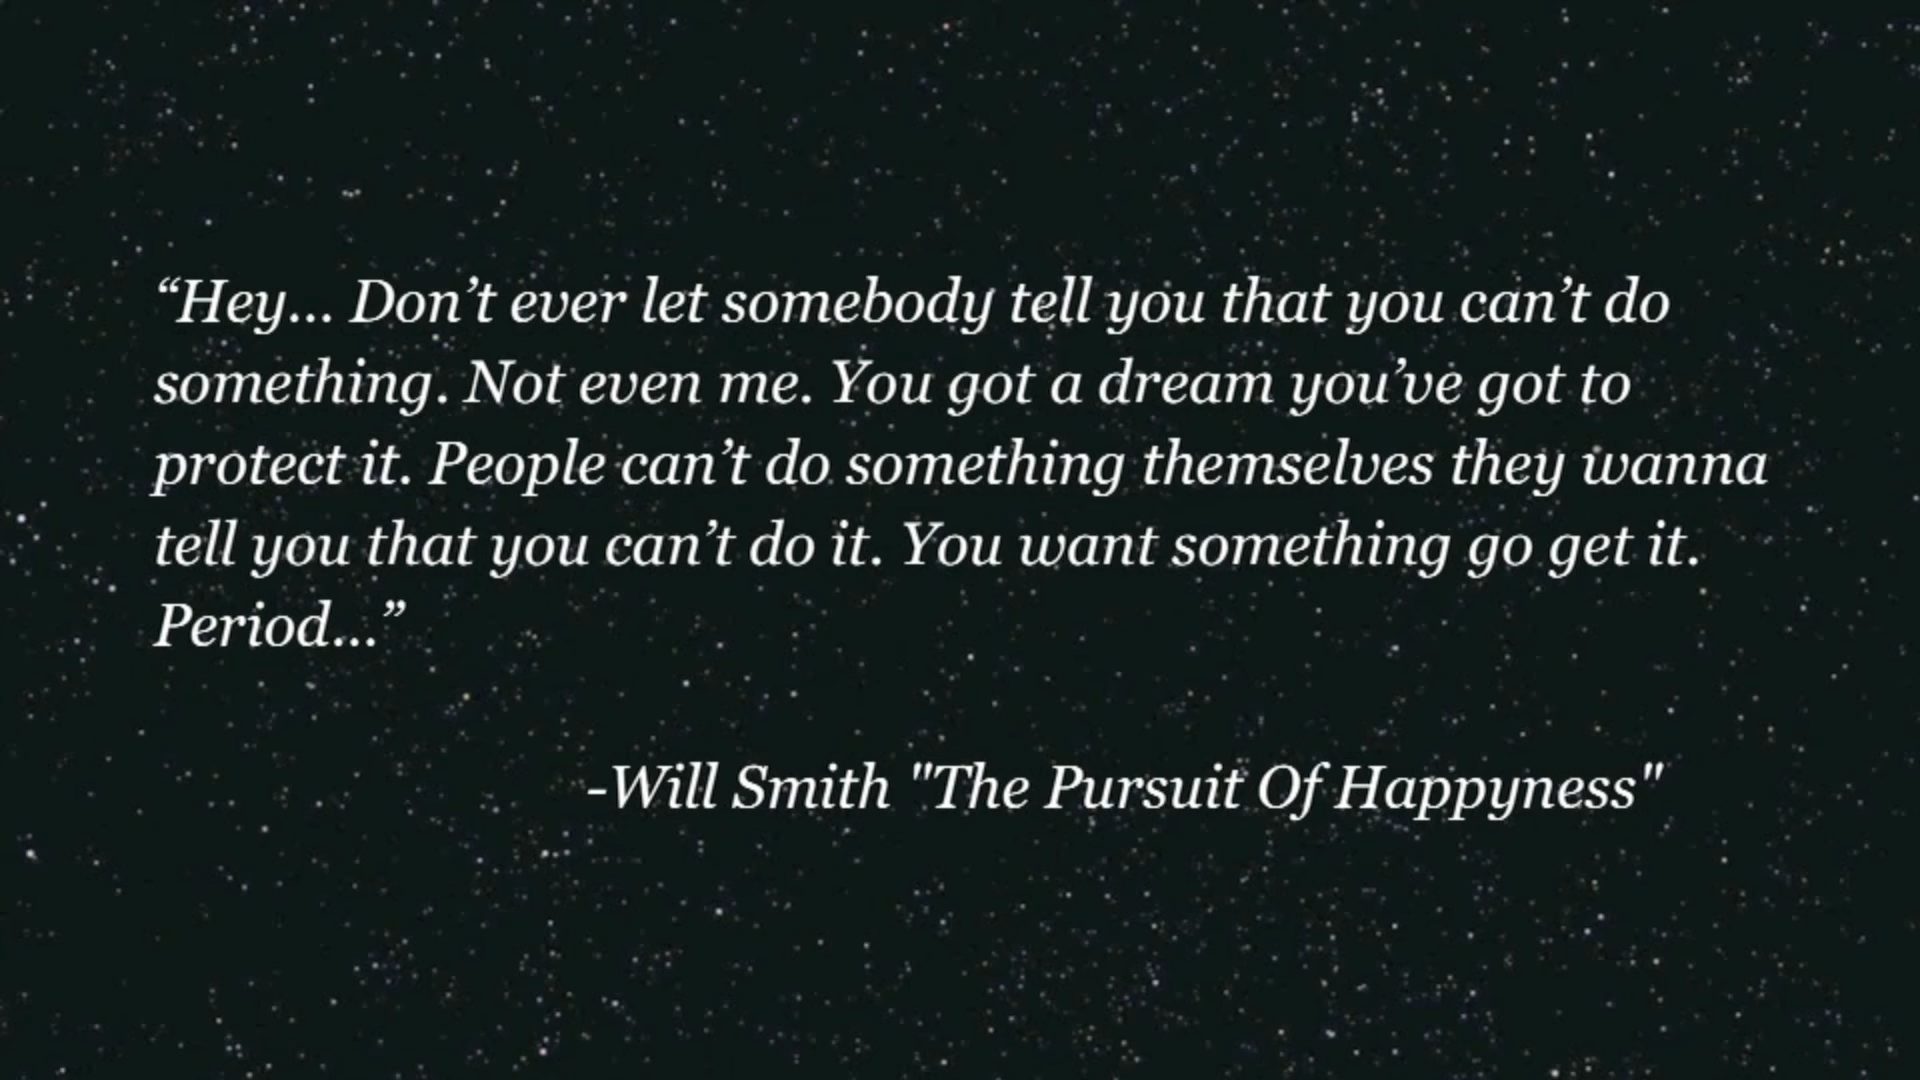 “Hey... Don’t ever let somebody tell you that you can’t do
something. Not even me. You got a dream you’ve got to
protect it. People can’t do something themselves they wanna
tell you that you can’t do it. You want something go get it.
Period...”
-Will Smith "The Pursuit Of Happyness"